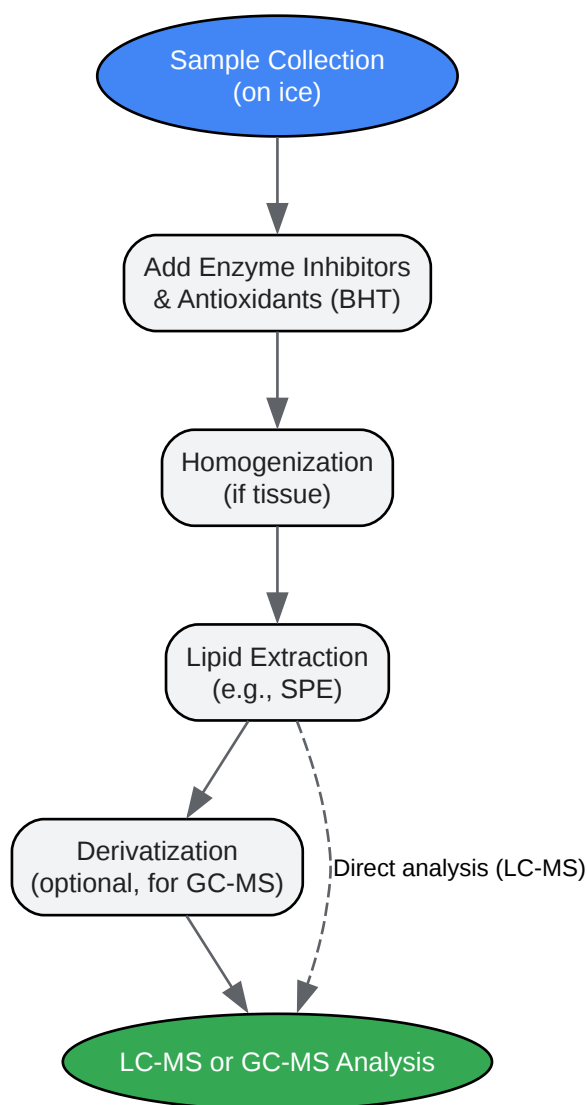 Sample Collection
(on ice)
Add Enzyme Inhibitors
& Antioxidants (BHT)
Homogenization
(if tissue)
Lipid Extraction
(e.g., SPE)
Derivatization
(optional, for GC-MS)
Direct analysis (LC-MS)
LC-MS or GC-MS Analysis